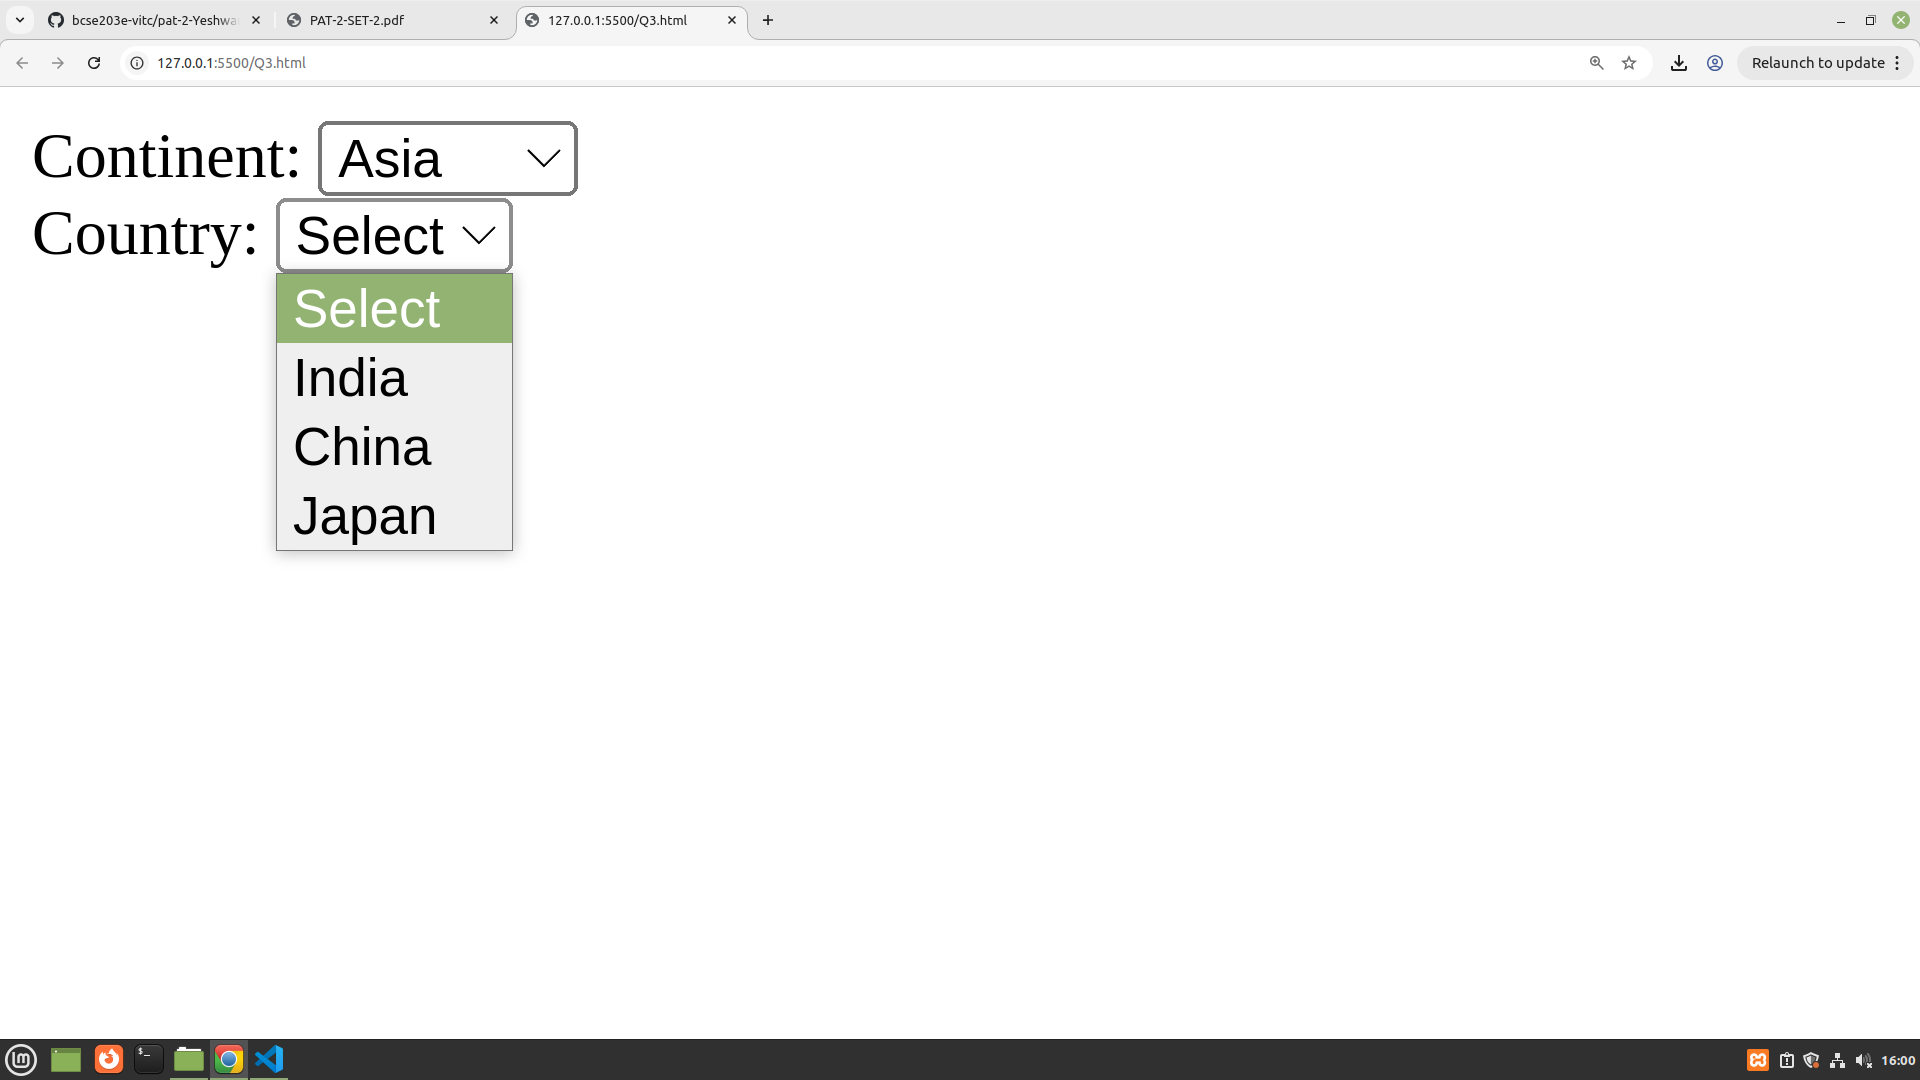 bcse203e-vitc/pat-2-Yeshwa
PAT-2-SET-2.pdf
127.0.0.1:5500/Q3.html
127.0.0.1:5500/Q3.html
Relaunch to update
Continent: Asia
Country: Select
Select
India
China
Japan
16:00